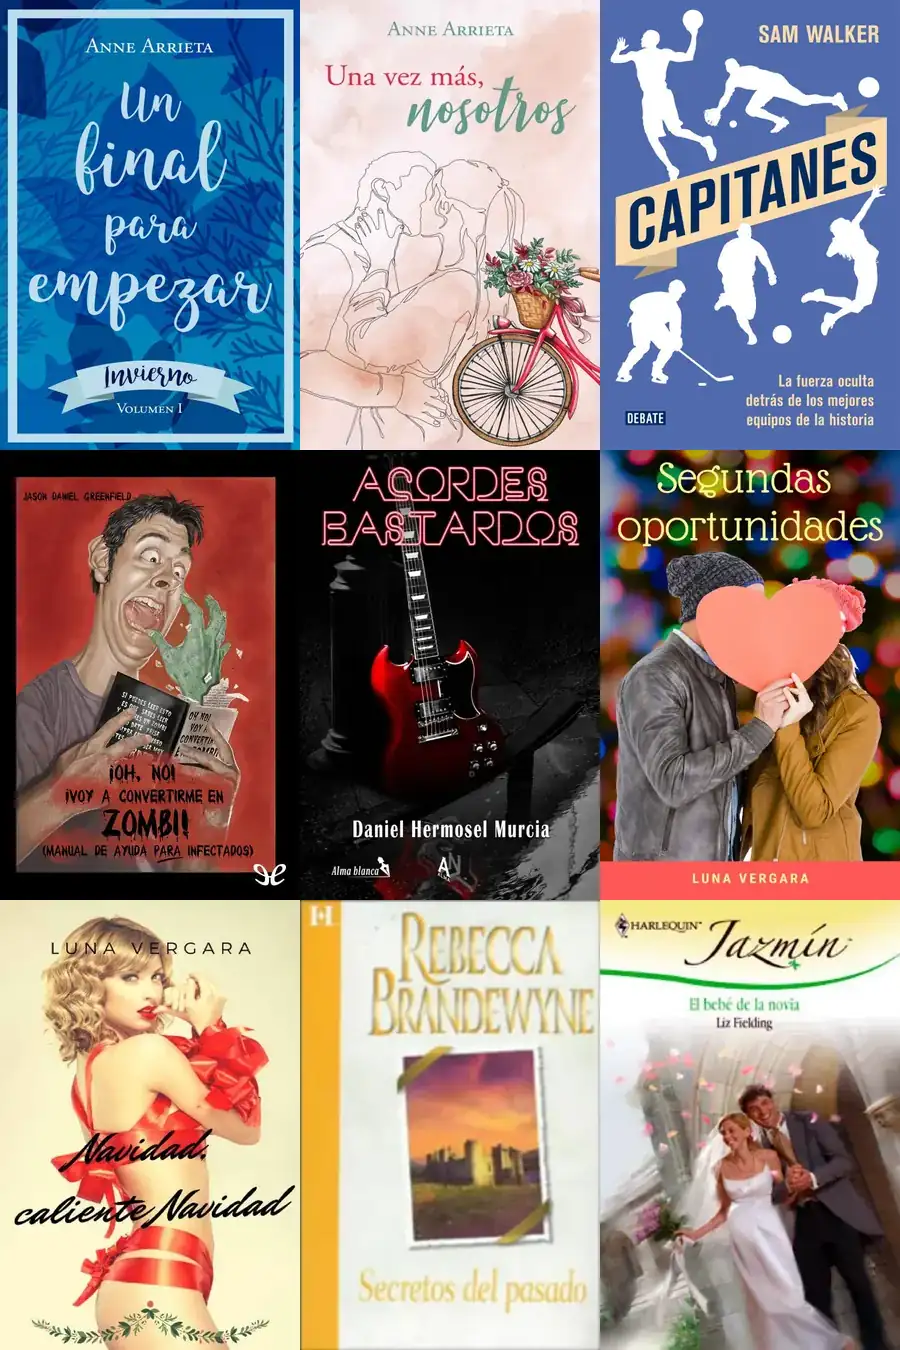 ANNE ARRIETA
Un
final
para
empezar
Invierno
VOLUMEN 1
ANNE ARRIETA
Una vez más,
nosotros
SAM WALKER
CAPITANES
La fuerza oculta
detrás de los mejores
equipos de la historia
DEBATE
JASON DANIEL GREENFIELD
¡OH, NO!
¡VOY A CONVERTIRME EN
ZOMBI!
(MANUAL DE AYUDA PARA INFECTADOS)
ACORDES
BASTARDOS
Daniel Hermosel Murcia
Alma blanca
Segundas
oportunidades
LUNA VERGARA
LUNA VERGARA
Navidad,
caliente Navidad
H
REBECCA
BRANDEWYNE
Secretos del pasado
HARLEQUIN™
Jazmín™
El bebé de la novia
Liz Fielding